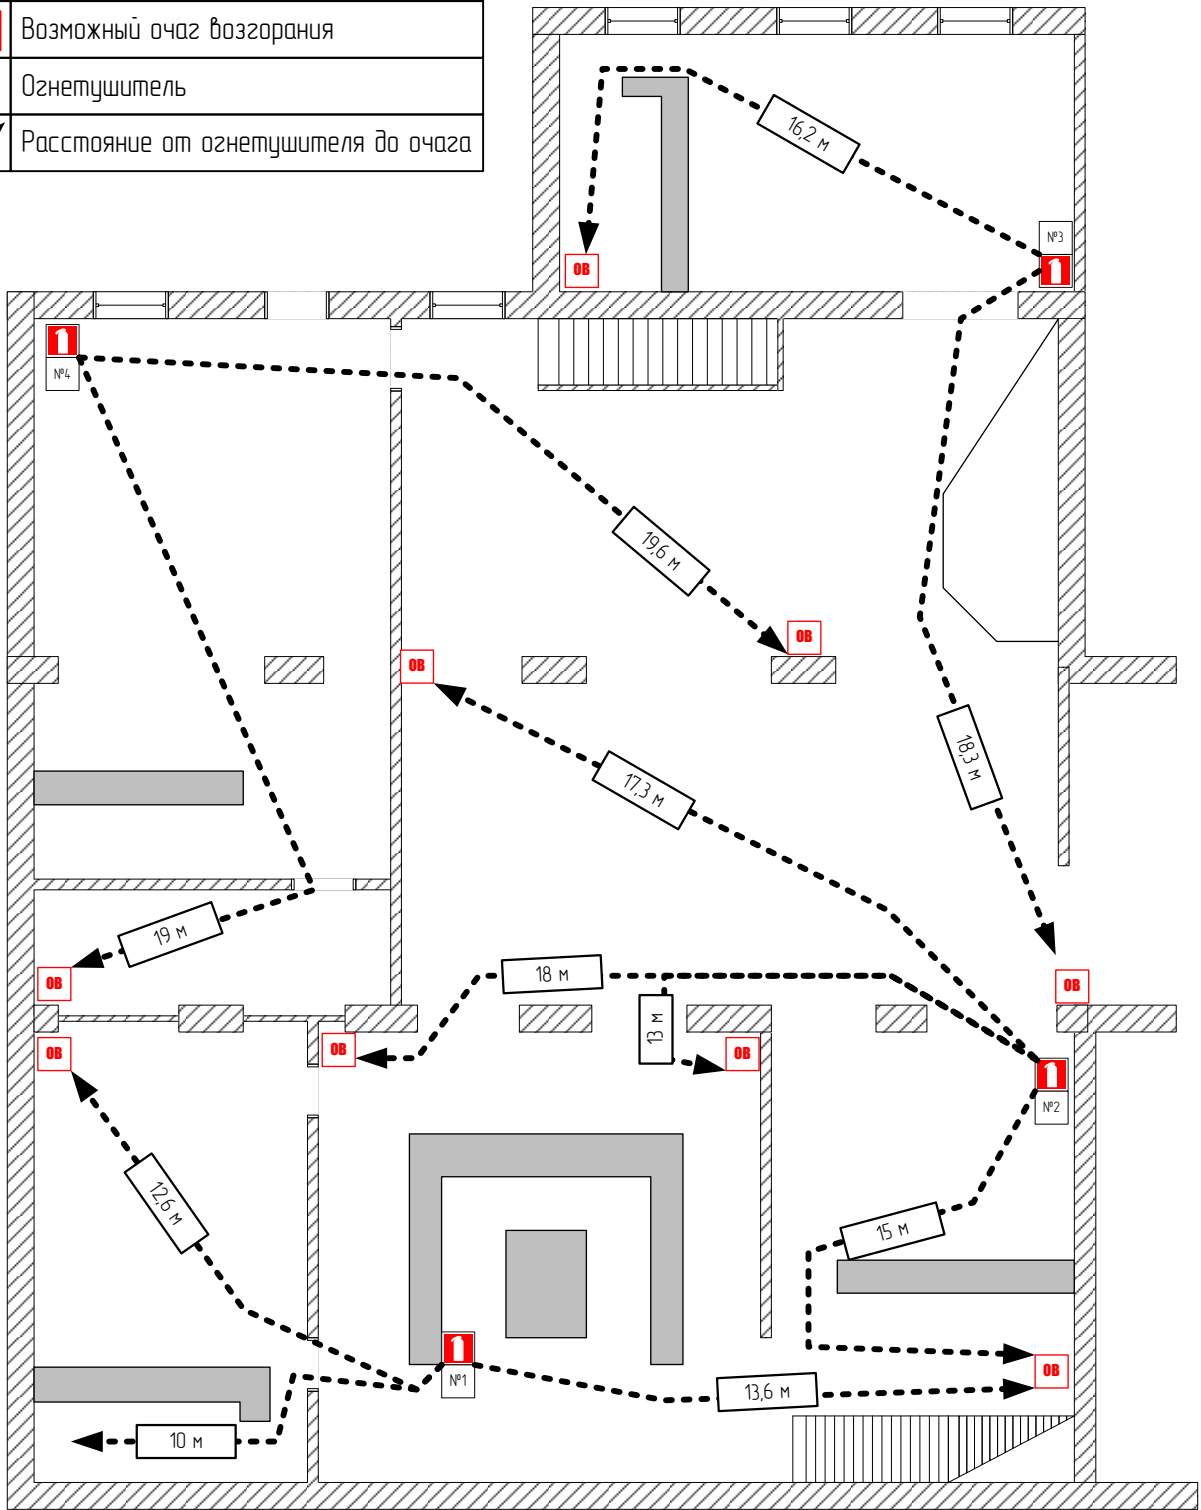 Возможный очаг возгорания
Огнетушитель
Расстояние от огнетушителя до очага
16,2 м
№3
ОВ
№4
19,6 м
ОВ
ОВ
18,3 м
17,3 м
19 м
18 м
ОВ
ОВ
13 м
ОВ
ОВ
ОВ
№2
12,6 м
15 м
ОВ
№1
13,6 м
10 м